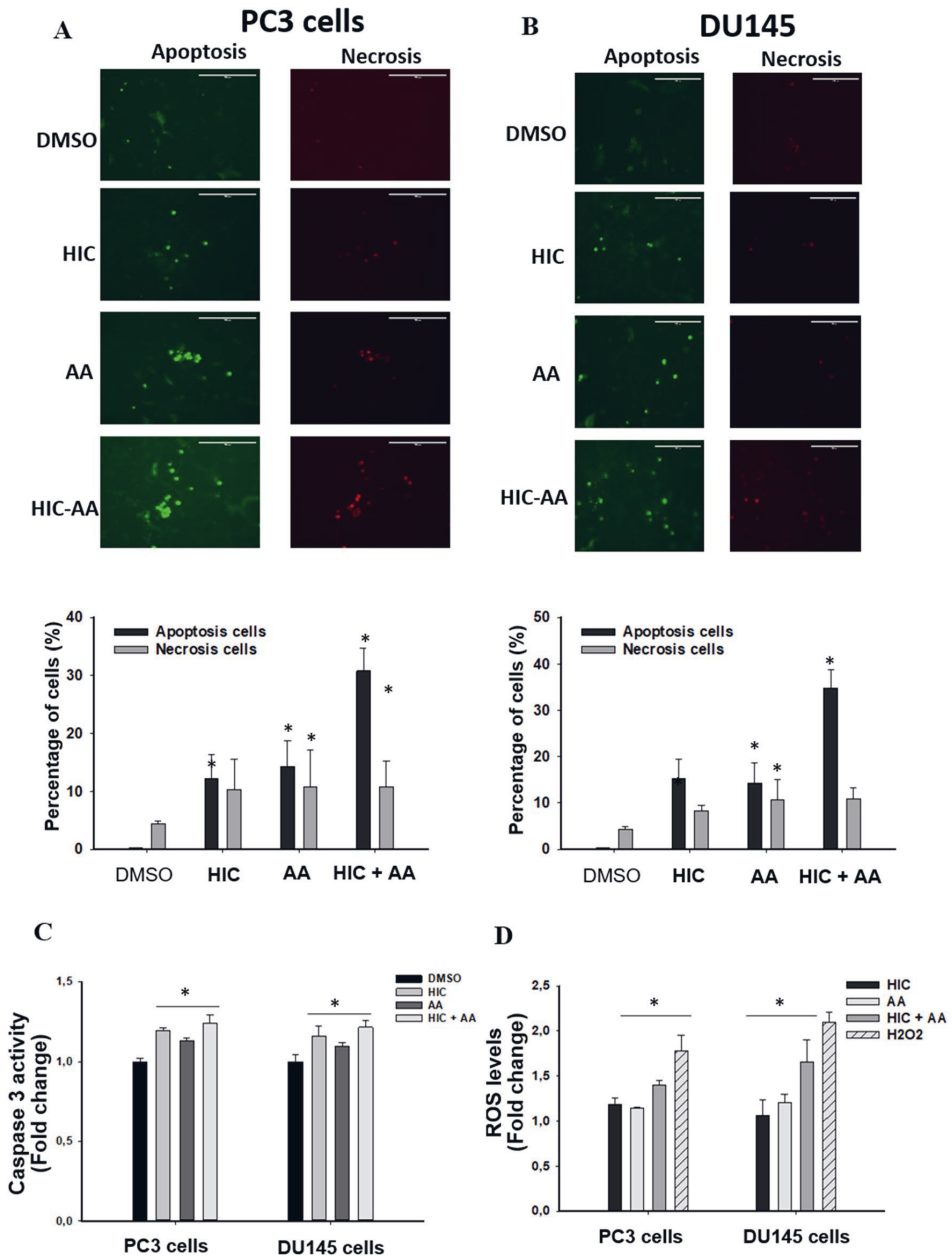 A
PC3 cells
Apoptosis
Necrosis
DMSO
HIC
AA
HIC-AA
B
DU145
Apoptosis
Necrosis
DMSO
HIC
AA
HIC-AA
Percentage of cells (%)
40
30
20
10
0
Apoptosis cells
Necrosis cells
*
*
*
*
*
DMSO
HIC
AA
HIC + AA
Percentage of cells (%)
50
40
30
20
10
0
Apoptosis cells
Necrosis cells
*
*
*
DMSO
HIC
AA
HIC + AA
C
Caspase 3 activity
(Fold change)
1,5
1,0
0,5
0,0
*
*
DMSO
HIC
AA
HIC + AA
PC3 cells
DU145 cells
D
ROS levels
(Fold change)
2,5
2,0
1,5
1,0
0,5
0,0
*
*
HIC
AA
HIC + AA
H2O2
PC3 cells
DU145 cells